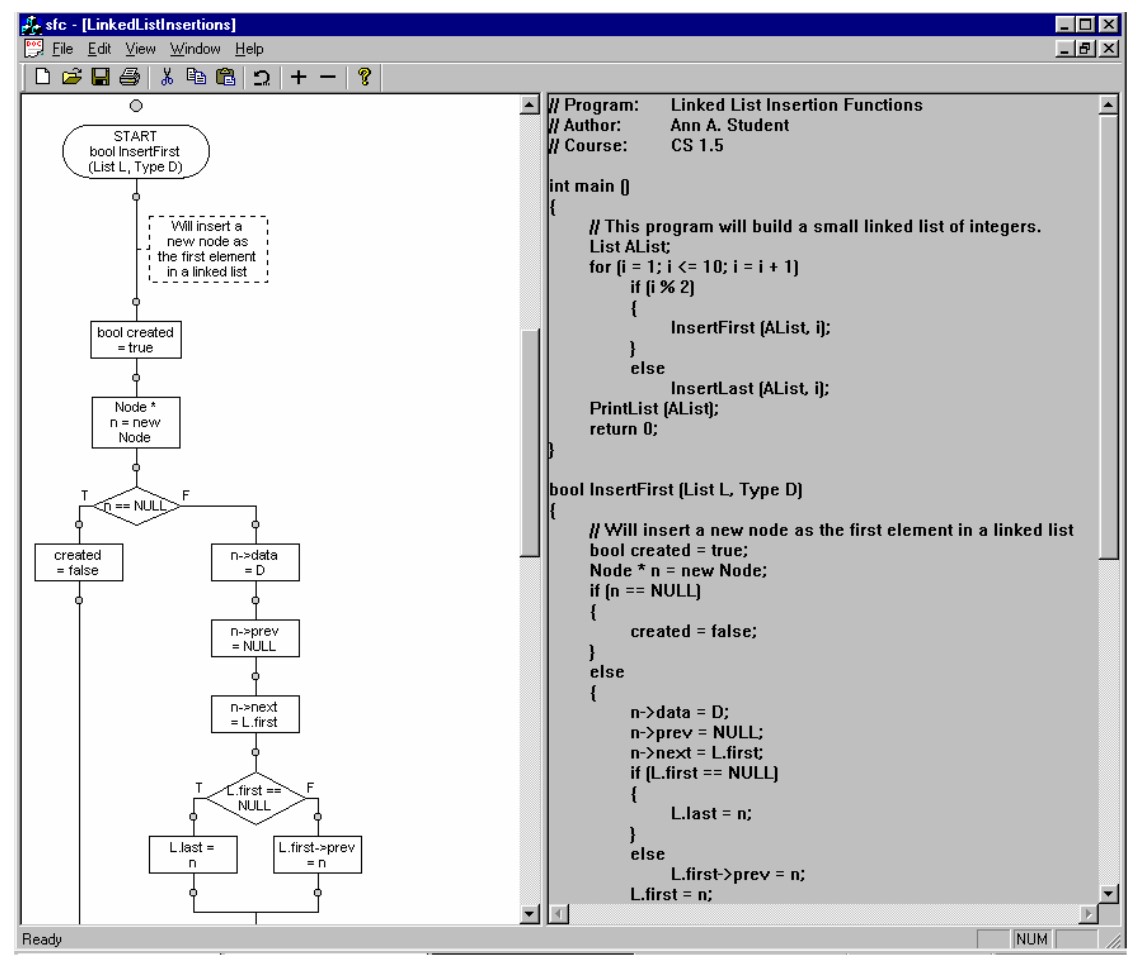 sfc - [LinkedListInsertions]
File Edit View Window Help
START
bool InsertFirst
(List L, Type D)
Will insert a
new node as
the first element
in a linked list
bool created
= true
Node *
n = new
Node
T
F
n == NULL
created
= false
n->data
= D
n->prev
= NULL
n->next
= L.first
T
F
L.first ==
NULL
L.last =
n
L.first->prev
= n
// Program: Linked List Insertion Functions
// Author: Ann A. Student
// Course: CS 1.5
int main ()
{
// This program will build a small linked list of integers.
List AList;
for (i = 1; i <= 10; i = i + 1)
if (i % 2)
{
InsertFirst (AList, i);
}
else
InsertLast (AList, i);
PrintList (AList);
return 0;
}
bool InsertFirst (List L, Type D)
{
// Will insert a new node as the first element in a linked list
bool created = true;
Node * n = new Node;
if (n == NULL)
{
created = false;
}
else
{
n->data = D;
n->prev = NULL;
n->next = L.first;
if (L.first == NULL)
{
L.last = n;
}
else
L.first->prev = n;
L.first = n;
Ready
NUM